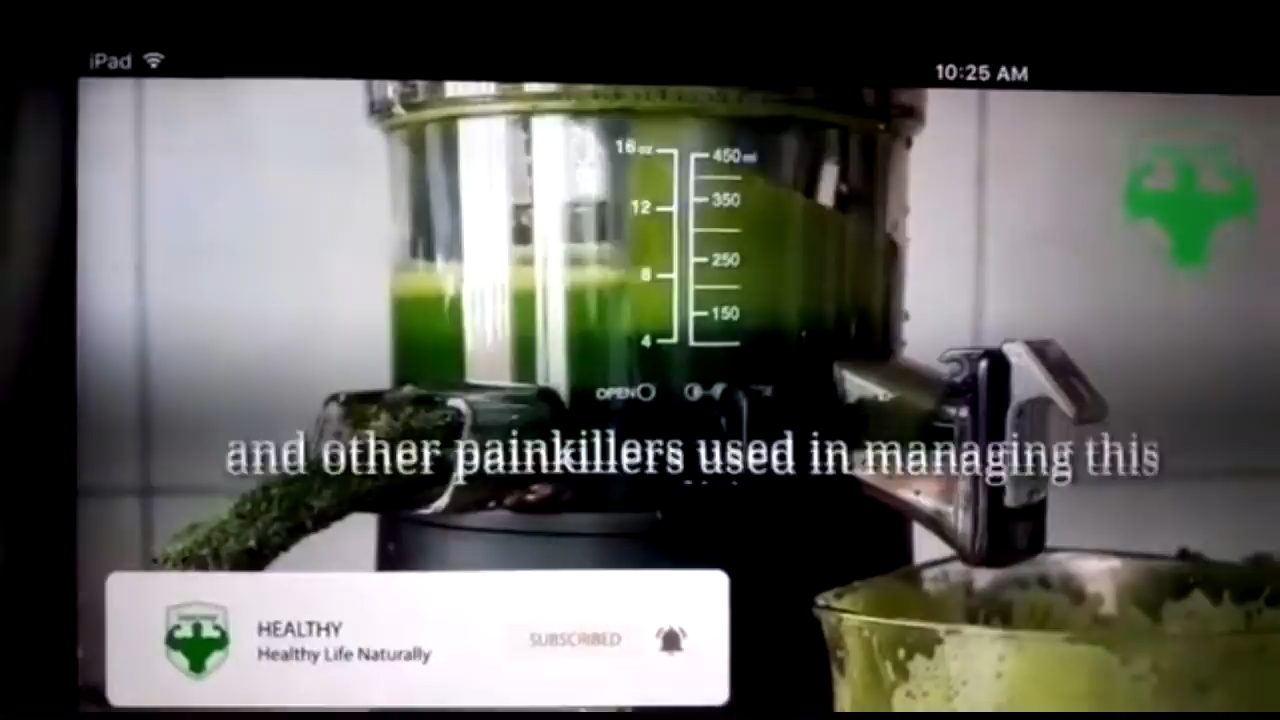 iPad
10:25 AM
16 oz
450 ml
12
350
8
250
150
4
OPEN
and other painkillers used in managing this
HEALTHY
Healthy Life Naturally
SUBSCRIBED